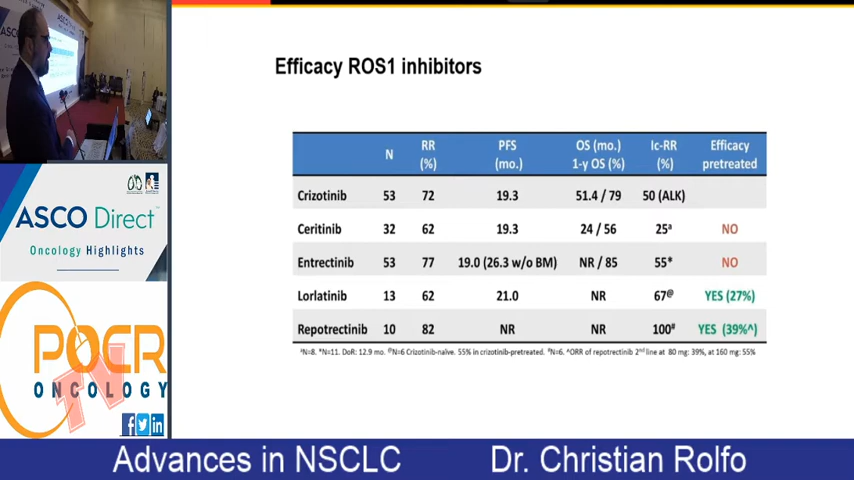 Efficacy ROS1 inhibitors
N RR (%) PFS (mo.) OS (mo.) 1-y OS (%) Ic-RR (%) Efficacy pretreated
Crizotinib 53 72 19.3 51.4 / 79 50 (ALK)
Ceritinib 32 62 19.3 24 / 56 25ᵃ NO
Entrectinib 53 77 19.0 (26.3 w/o BM) NR / 85 55* NO
Lorlatinib 13 62 21.0 NR 67@ YES (27%)
Repotrectinib 10 82 NR NR 100# YES (39%^)
ᵃN=8. *N=11. DoR: 12.9 mo. @N=6 Crizotinib-naïve. 55% in crizotinib-pretreated. #N=6. ^ORR of repotrectinib 2nd line at 80 mg: 39%, at 160 mg: 55%
ASCO Direct™
Oncology Highlights
POER
ONCOLOGY
TV
Advances in NSCLC Dr. Christian Rolfo